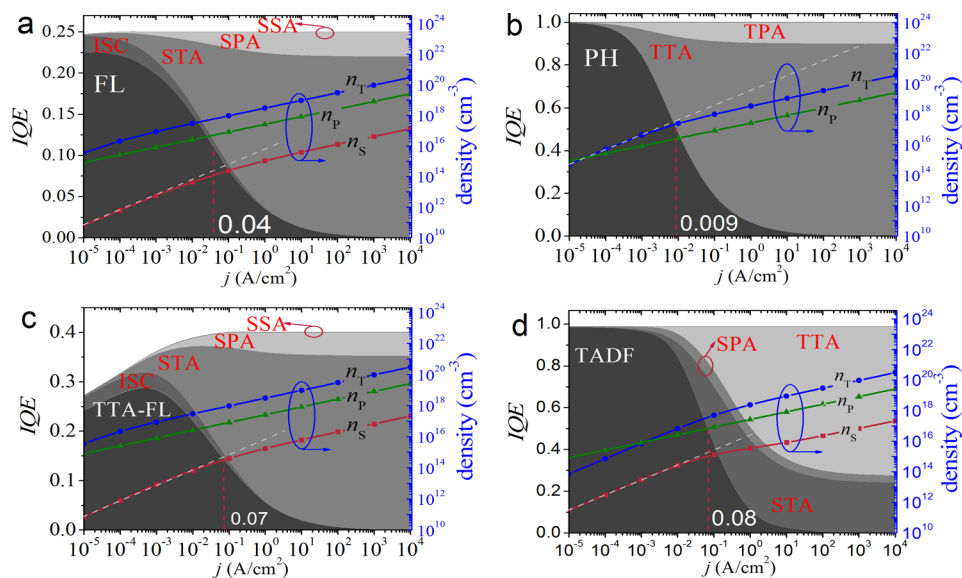 a
SSA
0.25
0.20
0.15
0.10
0.05
0.00
IQE
ISC
STA
SPA
FL
n_T
n_P
n_S
0.04
10^-5 10^-4 10^-3 10^-2 10^-1 10^0 10^1 10^2 10^3 10^4
j (A/cm^2)
10^24
10^22
10^20
10^18
10^16
10^14
10^12
10^10
density (cm^-3)
b
1.0
0.8
0.6
0.4
0.2
0.0
IQE
PH
TTA
TPA
n_T
n_P
0.009
10^-5 10^-4 10^-3 10^-2 10^-1 10^0 10^1 10^2 10^3 10^4
j (A/cm^2)
10^24
10^22
10^20
10^18
10^16
10^14
10^12
10^10
density (cm^-3)
c
SSA
0.4
0.3
0.2
0.1
0.0
IQE
ISC
STA
SPA
TTA-FL
n_T
n_P
n_S
0.07
10^-5 10^-4 10^-3 10^-2 10^-1 10^0 10^1 10^2 10^3 10^4
j (A/cm^2)
10^24
10^22
10^20
10^18
10^16
10^14
10^12
10^10
density (cm^-3)
d
1.0
0.8
0.6
0.4
0.2
0.0
IQE
TADF
SPA
TTA
n_T
n_P
n_S
STA
0.08
10^-5 10^-4 10^-3 10^-2 10^-1 10^0 10^1 10^2 10^3 10^4
j (A/cm^2)
10^24
10^22
10^20
10^18
10^16
10^14
10^12
10^10
density (cm^-3)